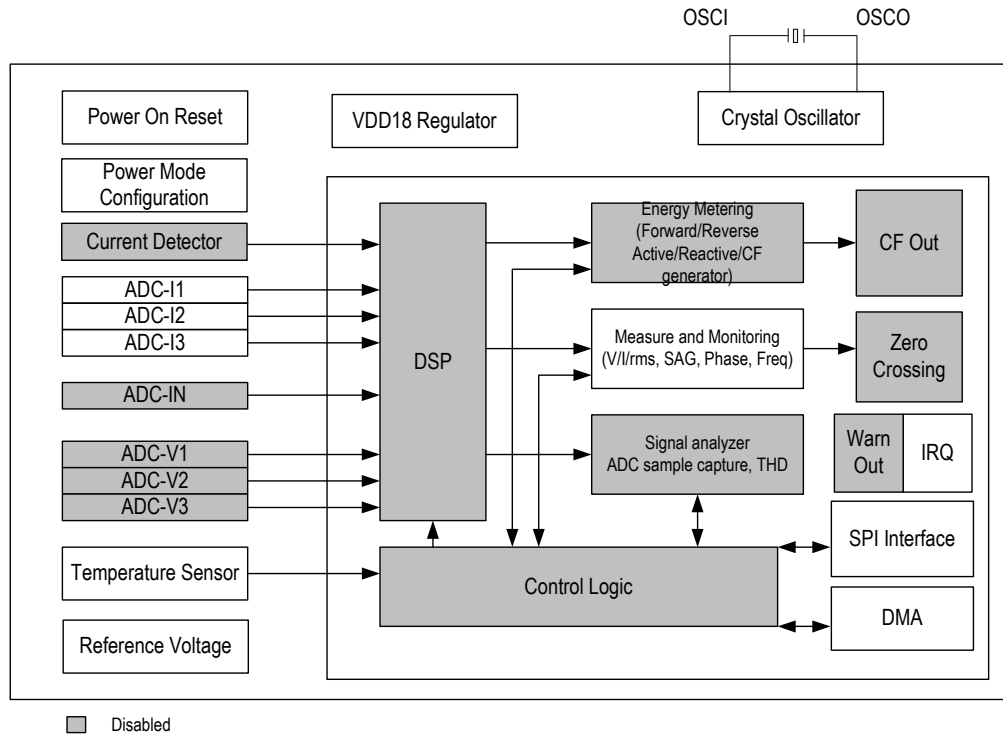 OSCI
OSCO
Power On Reset
VDD18 Regulator
Crystal Oscillator
Power Mode
Configuration
Current Detector
ADC-I1
ADC-I2
ADC-I3
ADC-IN
ADC-V1
ADC-V2
ADC-V3
Temperature Sensor
Reference Voltage
DSP
Energy Metering
(Forward/Reverse
Active/Reactive/CF
generator)
CF Out
Measure and Monitoring
(V/I/rms, SAG, Phase, Freq)
Zero
Crossing
Signal analyzer
ADC sample capture, THD
Warn
Out
IRQ
SPI Interface
Control Logic
DMA
Disabled